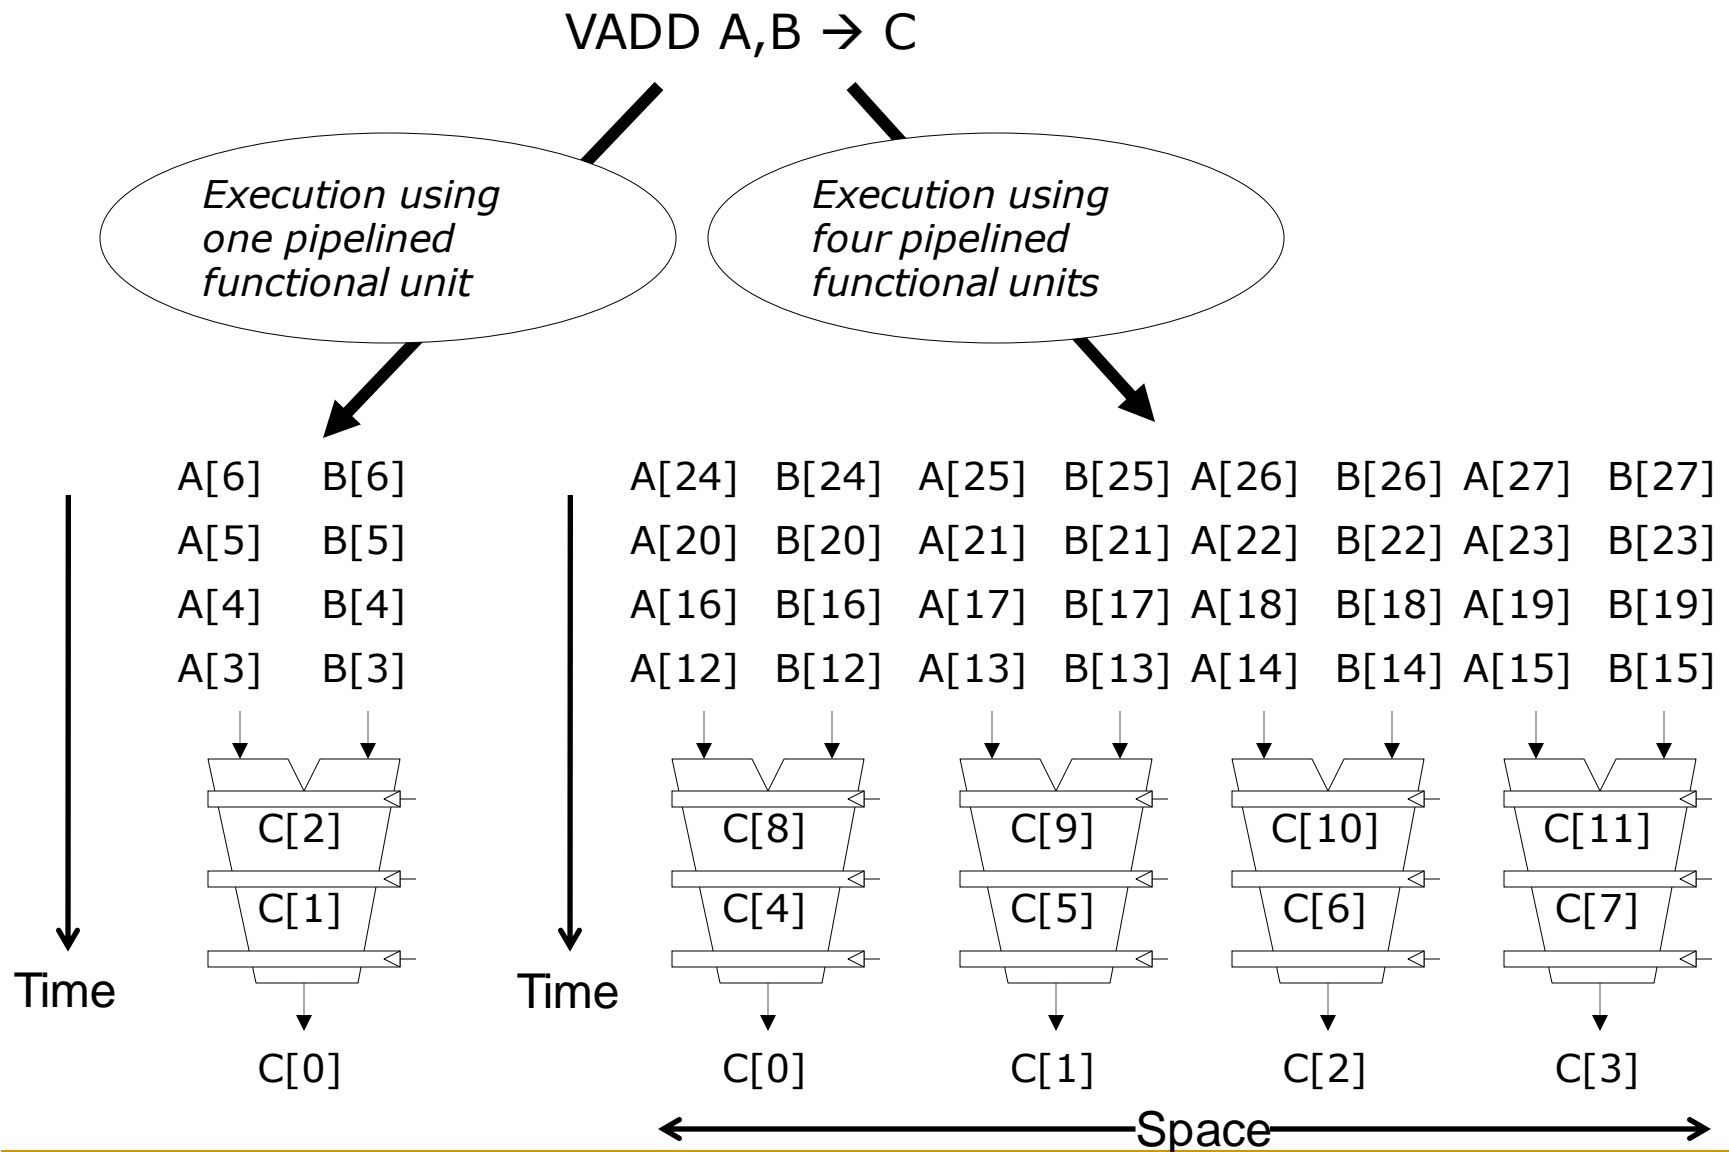 VADD A,B → C
Execution using
one pipelined
functional unit
Execution using
four pipelined
functional units
A[6] B[6] A[24] B[24] A[25] B[25] A[26] B[26] A[27] B[27]
A[5] B[5] A[20] B[20] A[21] B[21] A[22] B[22] A[23] B[23]
A[4] B[4] A[16] B[16] A[17] B[17] A[18] B[18] A[19] B[19]
A[3] B[3] A[12] B[12] A[13] B[13] A[14] B[14] A[15] B[15]
C[2] C[8] C[9] C[10] C[11]
C[1] C[4] C[5] C[6] C[7]
Time Time
C[0] C[0] C[1] C[2] C[3]
Space